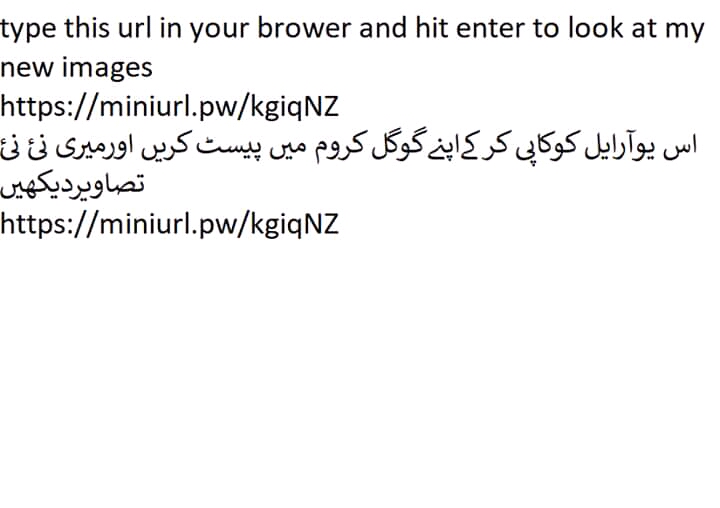 type this url in your brower and hit enter to look at my
new images
https://miniurl.pw/kgiqNZ
اس یوآرایل کوکاپی کر کےاپنےگوگل کروم میں پیسٹ کریں اورمیری نئ نئ
تصاویردیکھیں
https://miniurl.pw/kgiqNZ